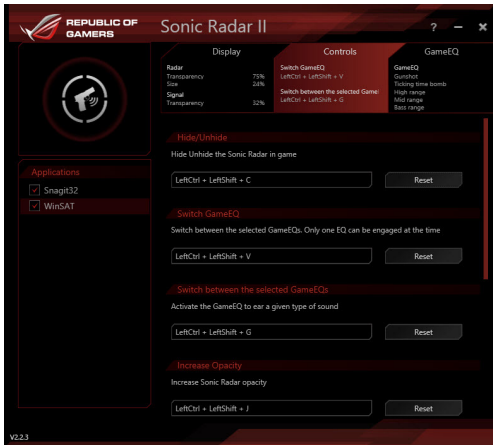 REPUBLIC OF
GAMERS
Sonic Radar II
? − ×
Display
Radar
Transparency 75%
Size 24%
Signal
Transparency 32%
Controls
Switch GameEQ
LeftCtrl + LeftShift + V
Switch between the selected Game
LeftCtrl + LeftShift + G
GameEQ
GameEQ
Gunshot
Ticking time bomb
High range
Mid range
Bass range
Applications
Snagit32
WinSAT
Hide/Unhide
Hide Unhide the Sonic Radar in game
LeftCtrl + LeftShift + C Reset
Switch GameEQ
Switch between the selected GameEQs. Only one EQ can be engaged at the time
LeftCtrl + LeftShift + V Reset
Switch between the selected GameEQs
Activate the GameEQ to ear a given type of sound
LeftCtrl + LeftShift + G Reset
Increase Opacity
Increase Sonic Radar opacity
LeftCtrl + LeftShift + J Reset
V2.2.3